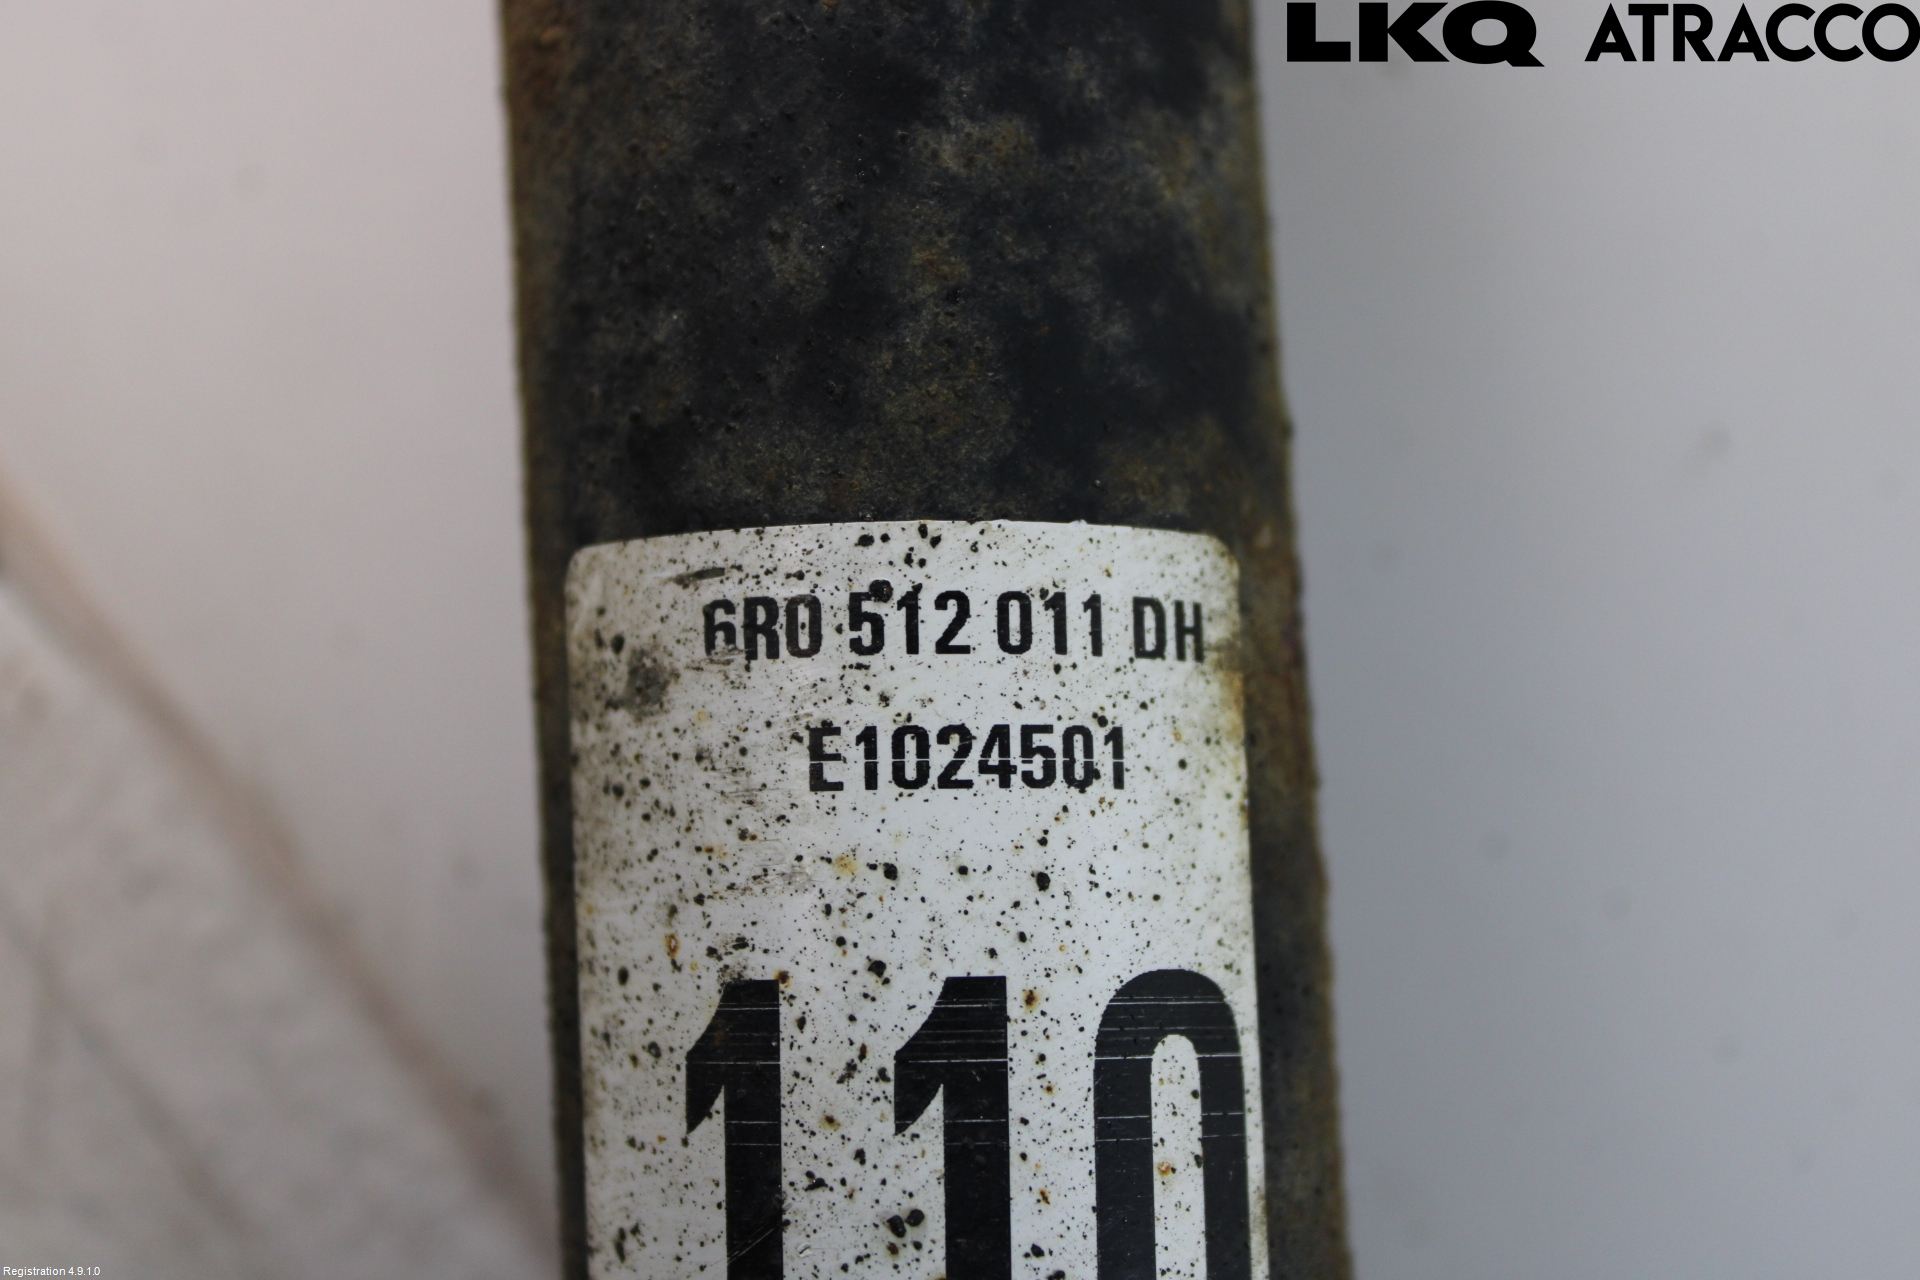 LKQ ATRACCO
6R0 512 011 DH
E1024501
110
Registration 4.9.1.0